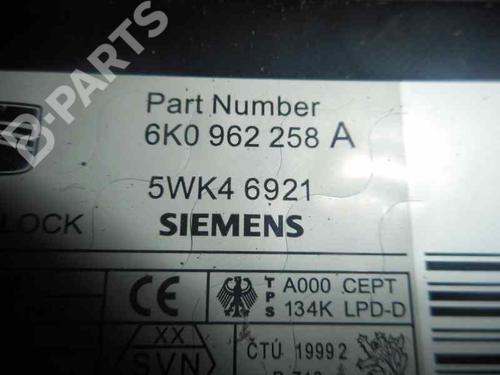 Part Number
6K0 962 258 A
5WK4 6921
LOCK
SIEMENS
CE
TPS
A000 CEPT
134K LPD-D
XX
SVN
ČTÚ 1999 2
B-PARTS